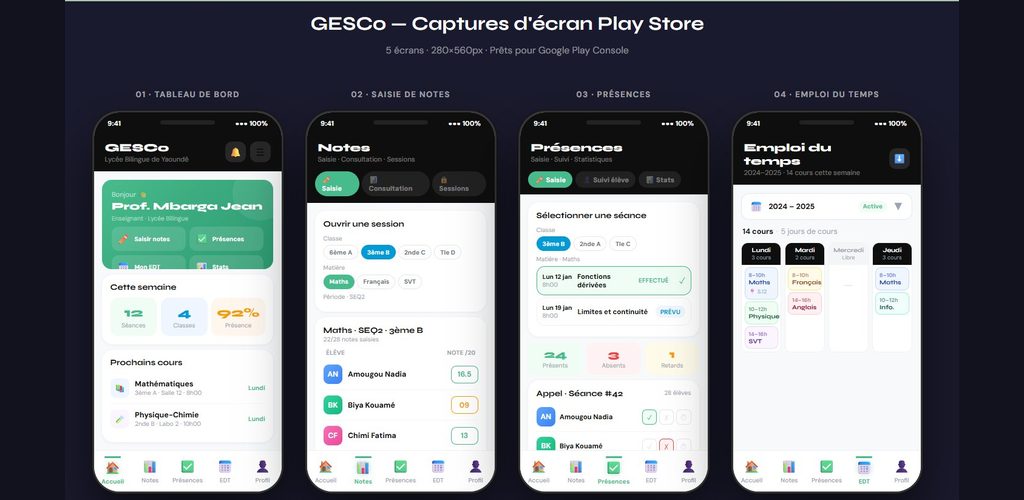 GESCo — Captures d'écran Play Store
5 écrans · 280×560px · Prêts pour Google Play Console
01 · TABLEAU DE BORD
9:41
100%
GESCo
Lycée Bilingue de Yaoundé
Bonjour
Prof. Mbarga Jean
Enseignant · Lycée Bilingue
Saisir notes
Présences
Mon EDT
Stats
Cette semaine
12
4
92%
Séances
Classes
Présence
Prochains cours
Mathématiques
3ème A · Salle 12 · 8h00
Lundi
Physique-Chimie
2nde B · Labo 2 · 10h00
Lundi
Accueil
Notes
Présences
EDT
Profil
02 · SAISIE DE NOTES
9:41
100%
Notes
Saisie · Consultation · Sessions
Saisie
Consultation
Sessions
Ouvrir une session
Classe
6ème A
3ème B
2nde C
Tle D
Matière
Maths
Français
SVT
Période · SEQ2
Maths · SEQ2 · 3ème B
22/28 notes saisies
ÉLÈVE
NOTE /20
AN
Amougou Nadia
16.5
BK
Biya Kouamé
09
CF
Chimi Fatima
13
Accueil
Notes
Présences
EDT
Profil
03 · PRÉSENCES
9:41
100%
Présences
Saisie · Suivi · Statistiques
Saisie
Suivi élève
Stats
Sélectionner une séance
Classe
3ème B
2nde A
Tle C
Matière · Maths
Lun 12 jan
8h00
Fonctions
dérivées
EFFECTUÉ ✓
Lun 19 jan
8h00
Limites et continuité
PRÉVU
24
3
1
Présents
Absents
Retards
Appel · Séance #42
28 élèves
AN
Amougou Nadia
BK
Biya Kouamé
Accueil
Notes
Présences
EDT
Profil
04 · EMPLOI DU TEMPS
9:41
100%
Emploi du
temps
2024–2025 · 14 cours cette semaine
2024 – 2025
Active
14 cours · 5 jours de cours
Lundi
3 cours
Mardi
2 cours
Mercredi
Libre
Jeudi
8–10h
Maths
S.12
10–12h
Physique
14–16h
SVT
8–10h
Français
14–16h
Anglais
—
8–10h
Maths
10–12h
Info.
Accueil
Notes
Présences
EDT
Profil